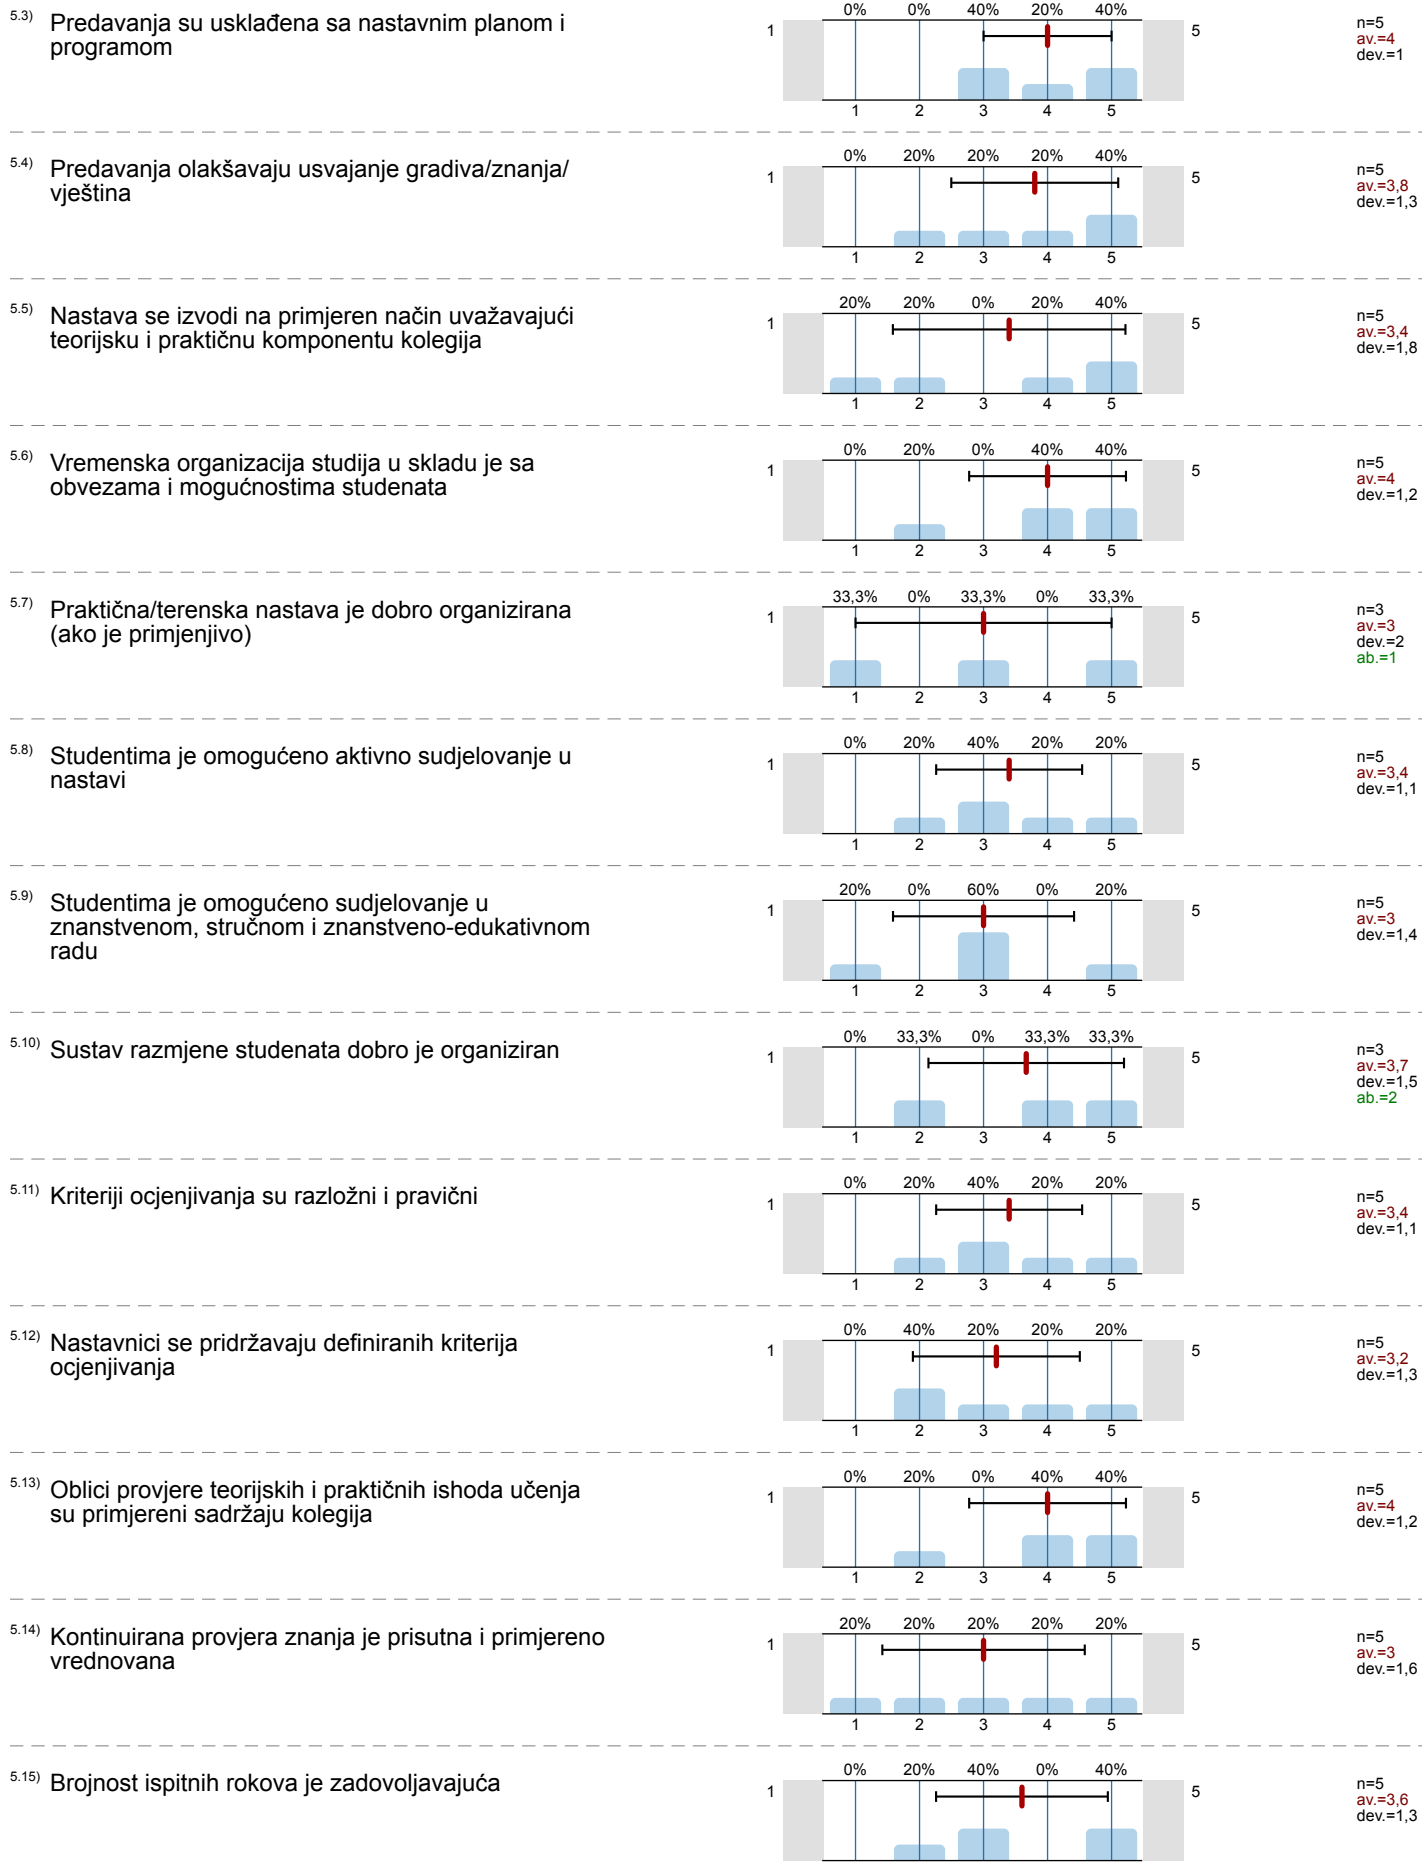 5.3) Predavanja su usklađena sa nastavnim planom i
programom
0% 0% 40% 20% 40%
1 5
1 2 3 4 5
n=5
av.=4
dev.=1
5.4) Predavanja olakšavaju usvajanje gradiva/znanja/
vještina
0% 20% 20% 20% 40%
1 5
1 2 3 4 5
n=5
av.=3,8
dev.=1,3
5.5) Nastava se izvodi na primjeren način uvažavajući
teorijsku i praktičnu komponentu kolegija
20% 20% 0% 20% 40%
1 5
1 2 3 4 5
n=5
av.=3,4
dev.=1,8
5.6) Vremenska organizacija studija u skladu je sa
obvezama i mogućnostima studenata
0% 20% 0% 40% 40%
1 5
1 2 3 4 5
n=5
av.=4
dev.=1,2
5.7) Praktična/terenska nastava je dobro organizirana
(ako je primjenjivo)
33,3% 0% 33,3% 0% 33,3%
1 5
1 2 3 4 5
n=3
av.=3
dev.=2
ab.=1
5.8) Studentima je omogućeno aktivno sudjelovanje u
nastavi
0% 20% 40% 20% 20%
1 5
1 2 3 4 5
n=5
av.=3,4
dev.=1,1
5.9) Studentima je omogućeno sudjelovanje u
znanstvenom, stručnom i znanstveno-edukativnom
radu
20% 0% 60% 0% 20%
1 5
1 2 3 4 5
n=5
av.=3
dev.=1,4
5.10) Sustav razmjene studenata dobro je organiziran
0% 33,3% 0% 33,3% 33,3%
1 5
1 2 3 4 5
n=3
av.=3,7
dev.=1,5
ab.=2
5.11) Kriteriji ocjenjivanja su razložni i pravični
0% 20% 40% 20% 20%
1 5
1 2 3 4 5
n=5
av.=3,4
dev.=1,1
5.12) Nastavnici se pridržavaju definiranih kriterija
ocjenjivanja
0% 40% 20% 20% 20%
1 5
1 2 3 4 5
n=5
av.=3,2
dev.=1,3
5.13) Oblici provjere teorijskih i praktičnih ishoda učenja
su primjereni sadržaju kolegija
0% 20% 0% 40% 40%
1 5
1 2 3 4 5
n=5
av.=4
dev.=1,2
5.14) Kontinuirana provjera znanja je prisutna i primjereno
vrednovana
20% 20% 20% 20% 20%
1 5
1 2 3 4 5
n=5
av.=3
dev.=1,6
5.15) Brojnost ispitnih rokova je zadovoljavajuća
0% 20% 40% 0% 40%
1 5
n=5
av.=3,6
dev.=1,3